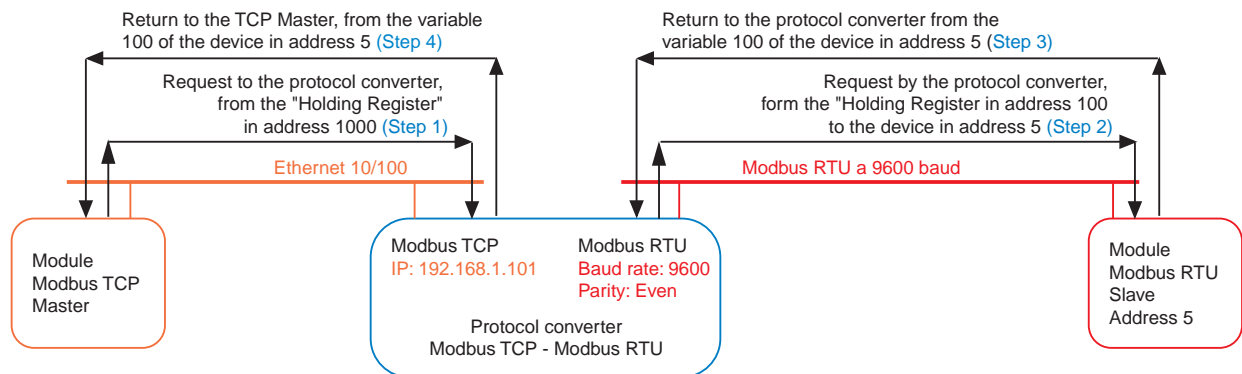 Return to the TCP Master, from the variable
100 of the device in address 5 (Step 4)
Request to the protocol converter,
from the "Holding Register"
in address 1000 (Step 1)
Ethernet 10/100
Return to the protocol converter from the
variable 100 of the device in address 5 (Step 3)
Request by the protocol converter,
form the "Holding Register in address 100
to the device in address 5 (Step 2)
Modbus RTU a 9600 baud
Module
Modbus TCP
Master
Modbus TCP
IP: 192.168.1.101
Modbus RTU
Baud rate: 9600
Parity: Even
Protocol converter
Modbus TCP - Modbus RTU
Module
Modbus RTU
Slave
Address 5